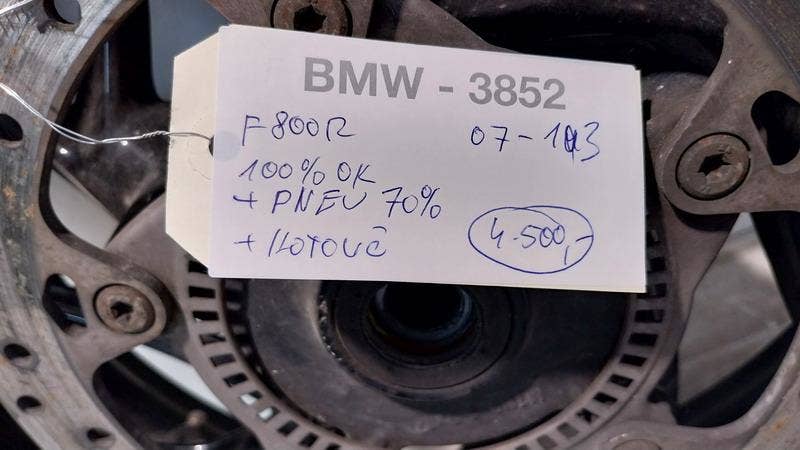 BMW - 3852
F800R 07-13
100% OK
+ PNEU 70%
+ KOTOUČ 4.500,-